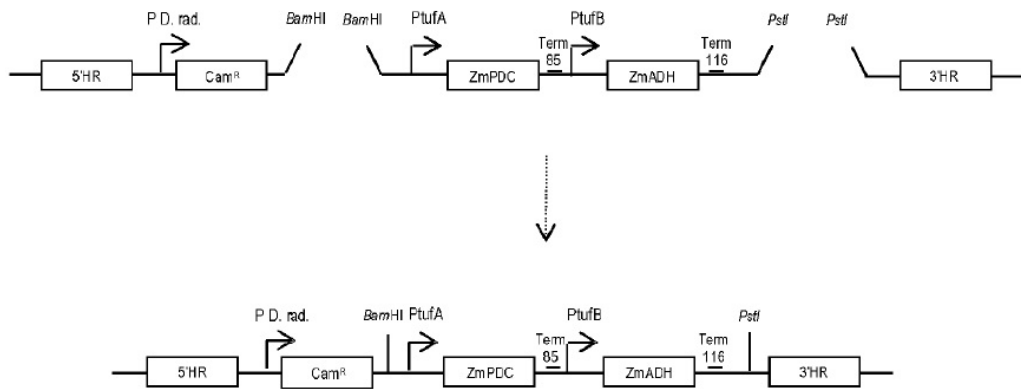 P D. rad. BamHI BamHI PtufA PtufB PstI PstI
Term Term
85 116
5'HR Camᴿ ZmPDC ZmADH 3'HR
P D. rad. BamHI PtufA PtufB PstI
Term Term
85 116
5'HR Camᴿ ZmPDC ZmADH 3'HR